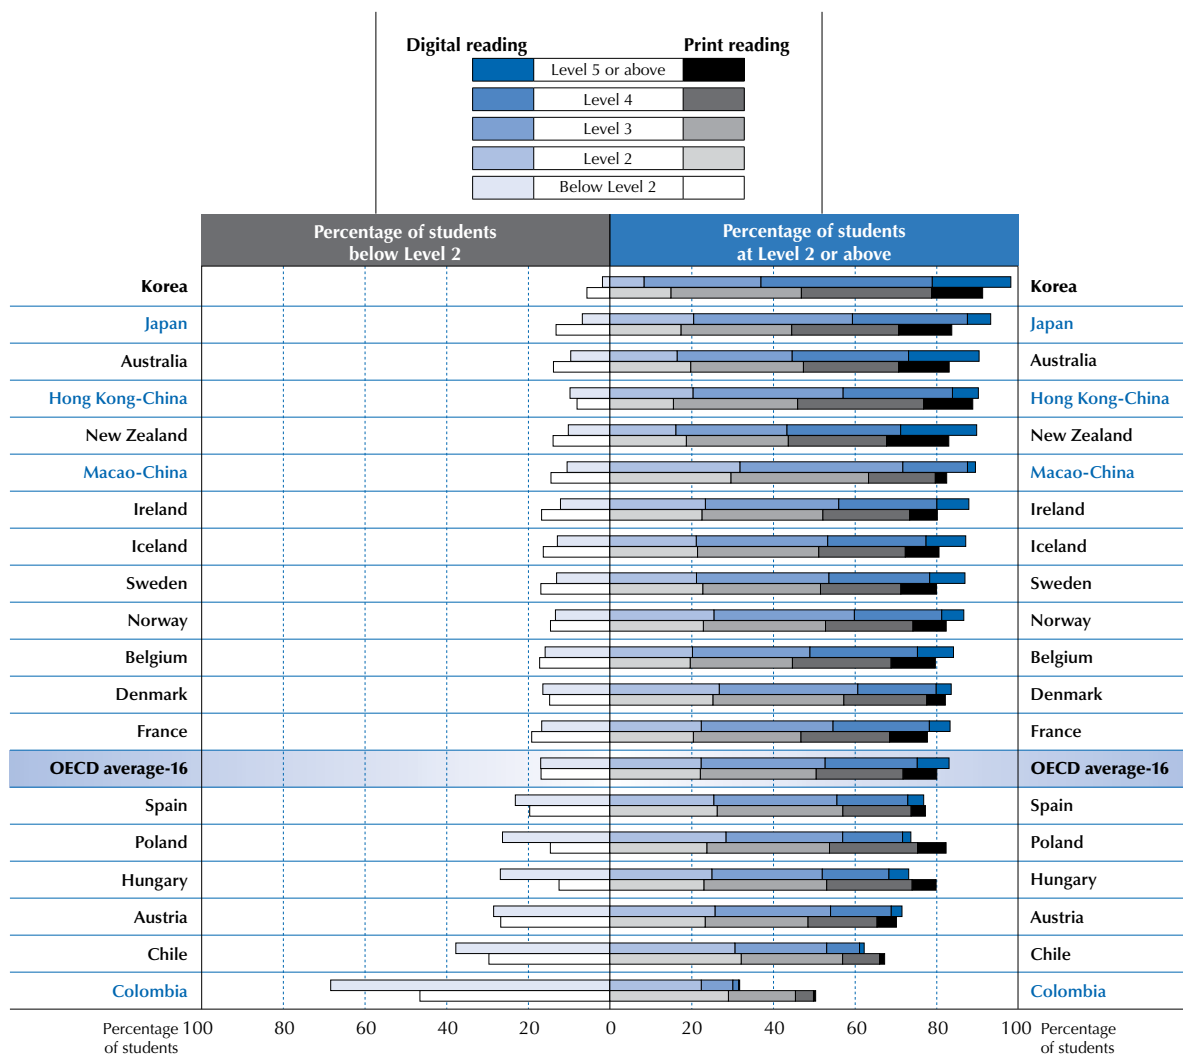 Digital reading Print reading
Level 5 or above
Level 4
Level 3
Level 2
Below Level 2
Percentage of students
below Level 2
Percentage of students
at Level 2 or above
Korea Korea
Japan Japan
Australia Australia
Hong Kong-China Hong Kong-China
New Zealand New Zealand
Macao-China Macao-China
Ireland Ireland
Iceland Iceland
Sweden Sweden
Norway Norway
Belgium Belgium
Denmark Denmark
France France
OECD average-16 OECD average-16
Spain Spain
Poland Poland
Hungary Hungary
Austria Austria
Chile Chile
Colombia Colombia
Percentage
of students
100 80 60 40 20 0 20 40 60 80 100
Percentage
of students